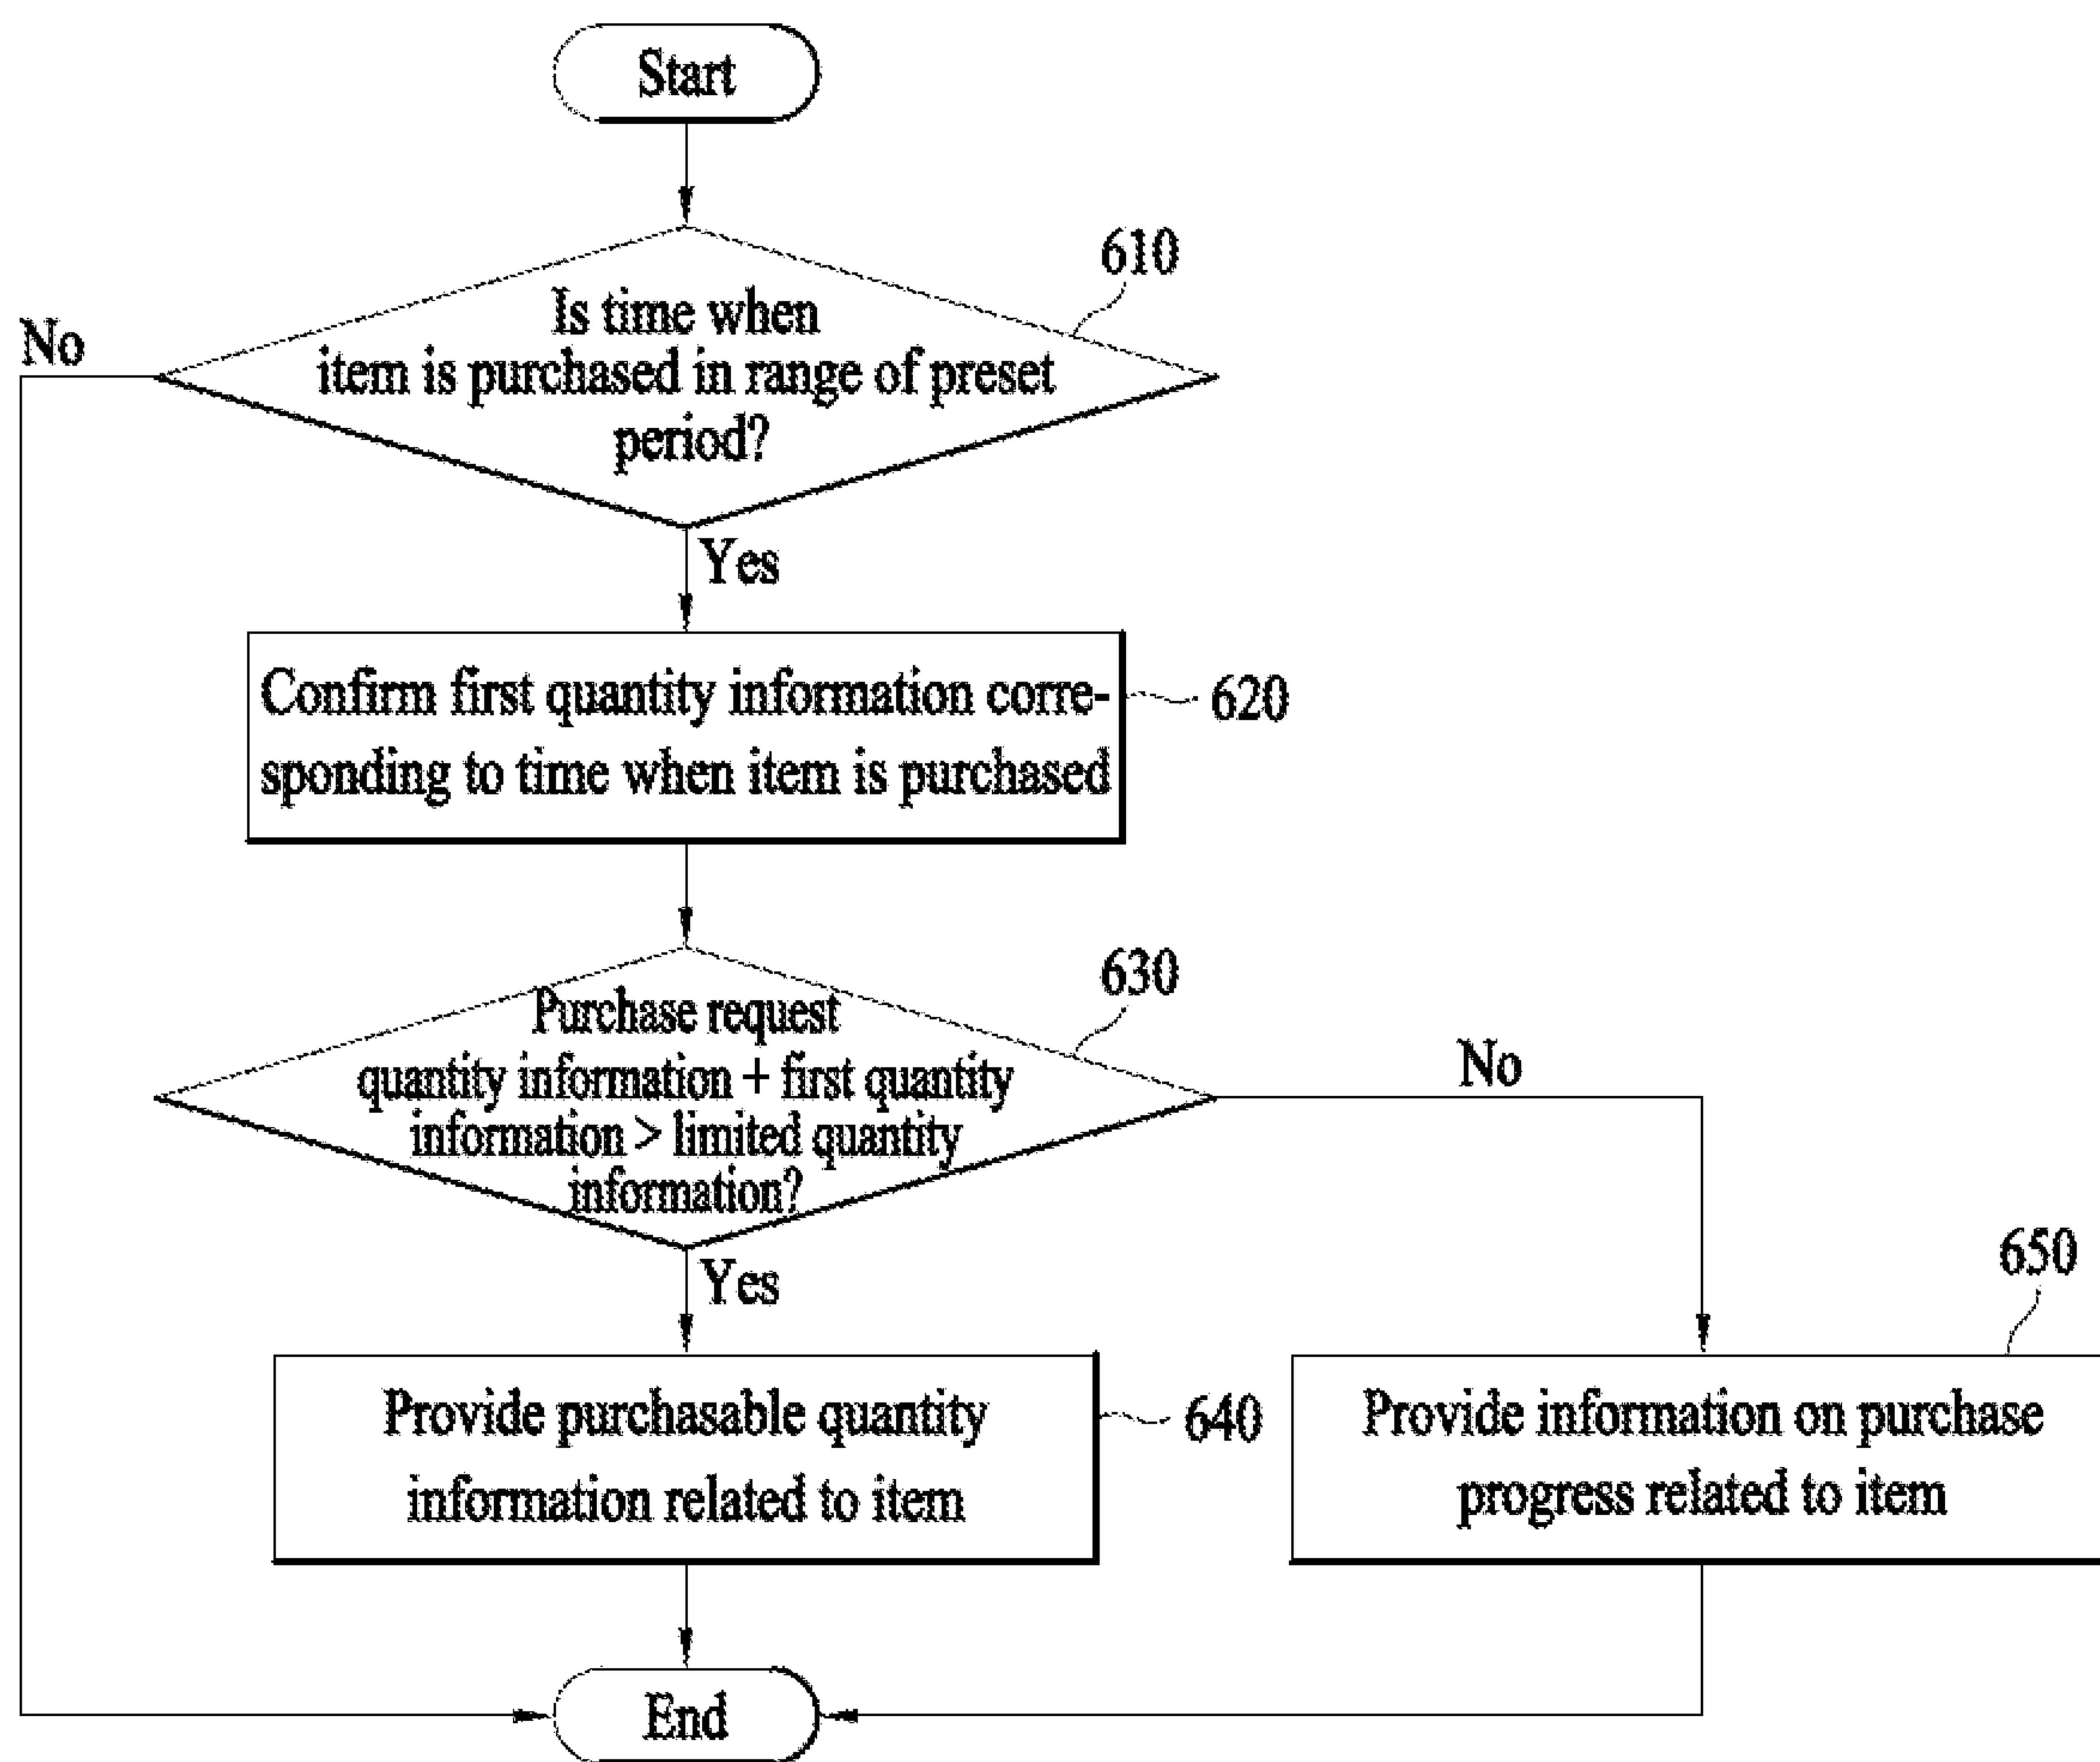 Start
610
Is time when
item is purchased in range of preset
period?
No
Yes
Confirm first quantity information corre-
sponding to time when item is purchased
620
630
Purchase request
quantity information + first quantity
information > limited quantity
information?
No
Yes
650
Provide purchasable quantity
information related to item
640
Provide information on purchase
progress related to item
End